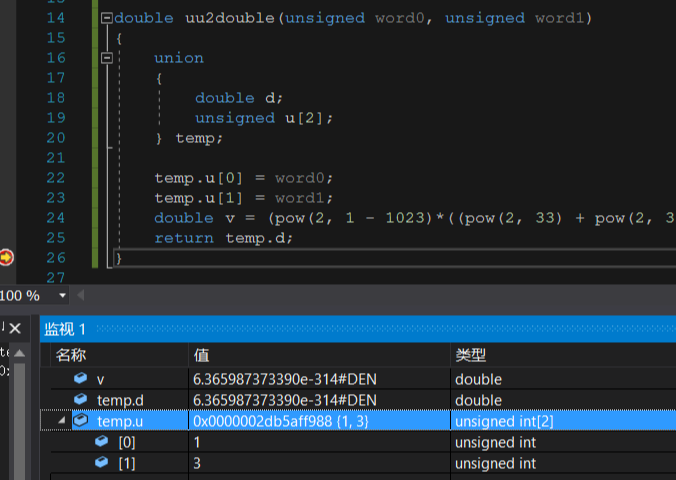 14 double uu2double(unsigned word0, unsigned word1)
15 {
16 union
17 {
18 double d;
19 unsigned u[2];
20 } temp;
21
22 temp.u[0] = word0;
23 temp.u[1] = word1;
24 double v = (pow(2, 1 - 1023)*((pow(2, 33) + pow(2, 3
25 return temp.d;
26 }
27
100 %
监视 1
名称 值 类型
v 6.365987373390e-314#DEN double
temp.d 6.365987373390e-314#DEN double
temp.u 0x0000002db5aff988 {1, 3} unsigned int[2]
[0] 1 unsigned int
[1] 3 unsigned int